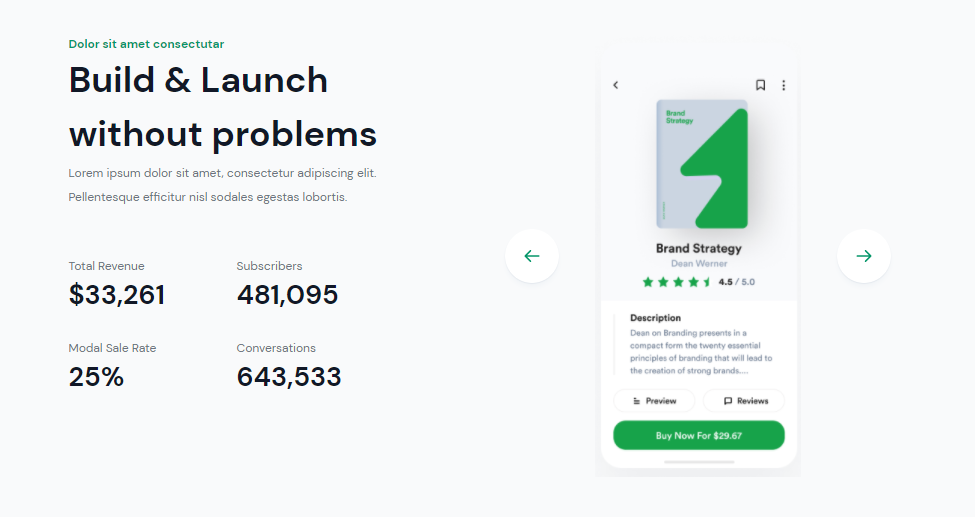 Dolor sit amet consectutar
Build & Launch
without problems
Lorem ipsum dolor sit amet, consectetur adipiscing elit.
Pellentesque efficitur nisl sodales egestas lobortis.
Total Revenue
$33,261
Subscribers
481,095
Modal Sale Rate
25%
Conversations
643,533
Brand
Strategy
Brand Strategy
Dean Werner
4.5 / 5.0
Description
Dean on Branding presents in a
compact form the twenty essential
principles of branding that will lead to
the creation of strong brands....
Preview
Reviews
Buy Now For $29.67